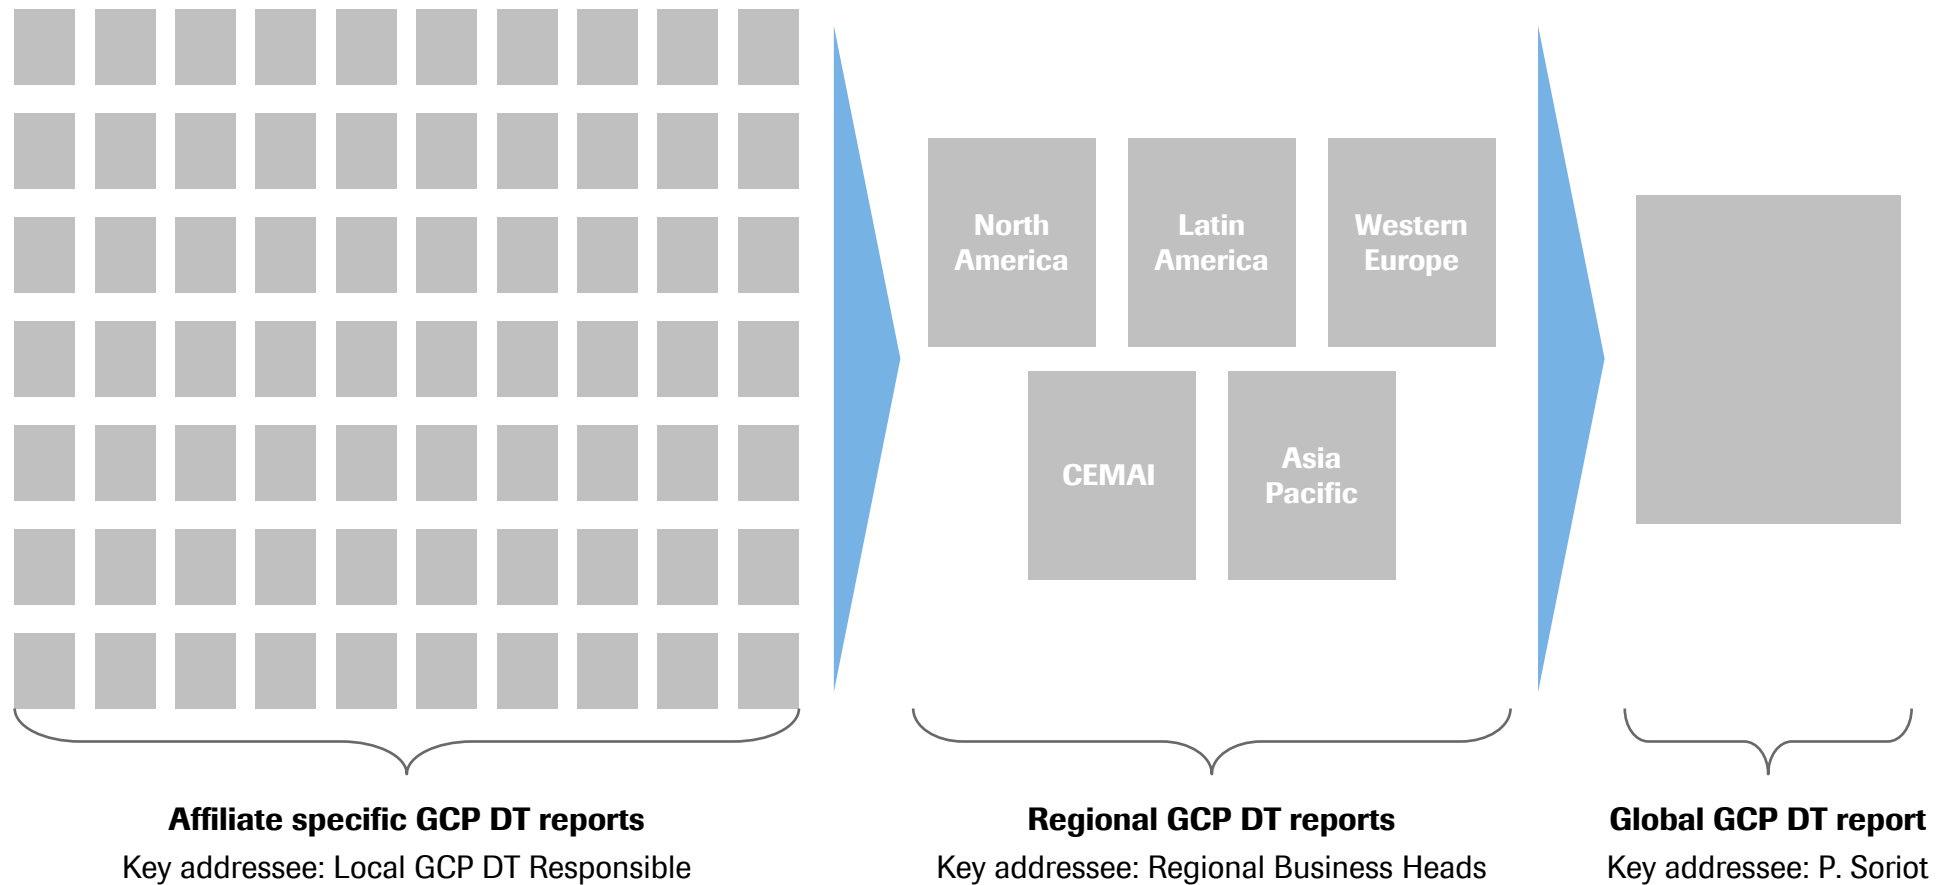 North
America
Latin
America
Western
Europe
CEMAI
Asia
Pacific
Affiliate specific GCP DT reports
Key addressee: Local GCP DT Responsible
Regional GCP DT reports
Key addressee: Regional Business Heads
Global GCP DT report
Key addressee: P. Soriot